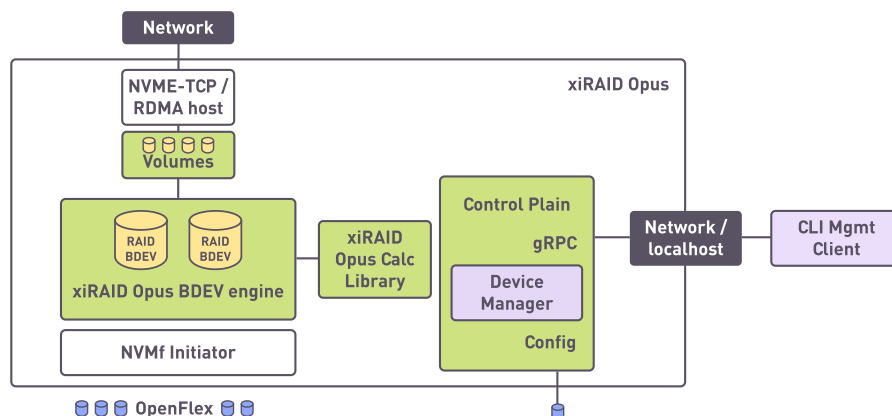 Network
xiRAID Opus
NVME-TCP /
RDMA host
Volumes
RAID
BDEV
RAID
BDEV
xiRAID Opus BDEV engine
xiRAID
Opus Calc
Library
Control Plain
gRPC
Device
Manager
Config
Network /
localhost
CLI Mgmt
Client
NVMf Initiator
OpenFlex